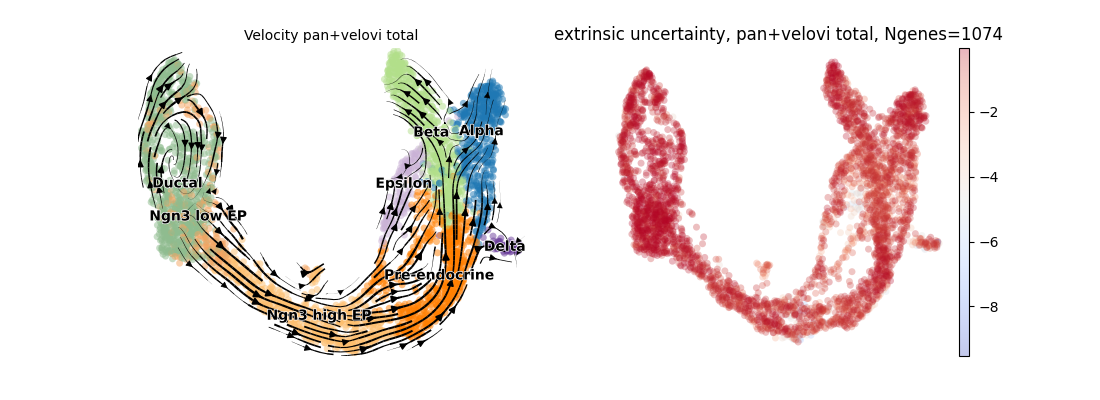 Velocity pan+velovi total
extrinsic uncertainty, pan+velovi total, Ngenes=1074
Beta
Alpha
Ductal
Epsilon
Ngn3 low EP
Delta
Pre-endocrine
Ngn3 high EP
−2
−4
−6
−8